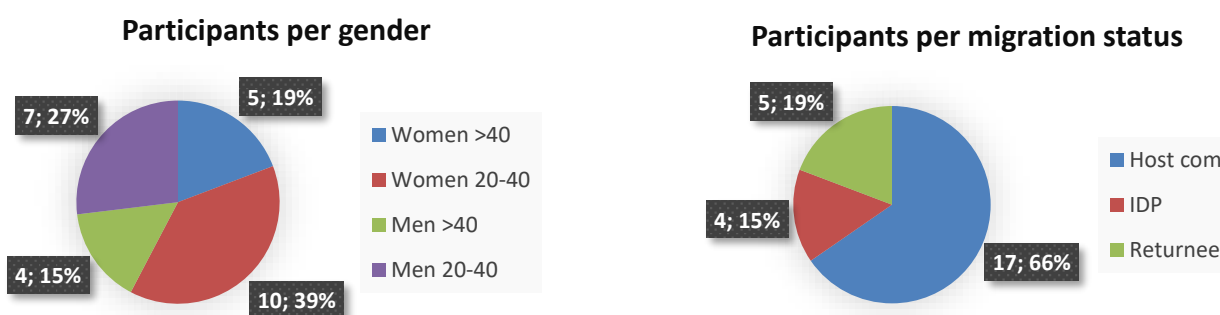 Participants per gender
5; 19%
7; 27%
4; 15%
10; 39%
Women >40
Women 20-40
Men >40
Men 20-40
Participants per migration status
5; 19%
4; 15%
17; 66%
Host com
IDP
Returnee